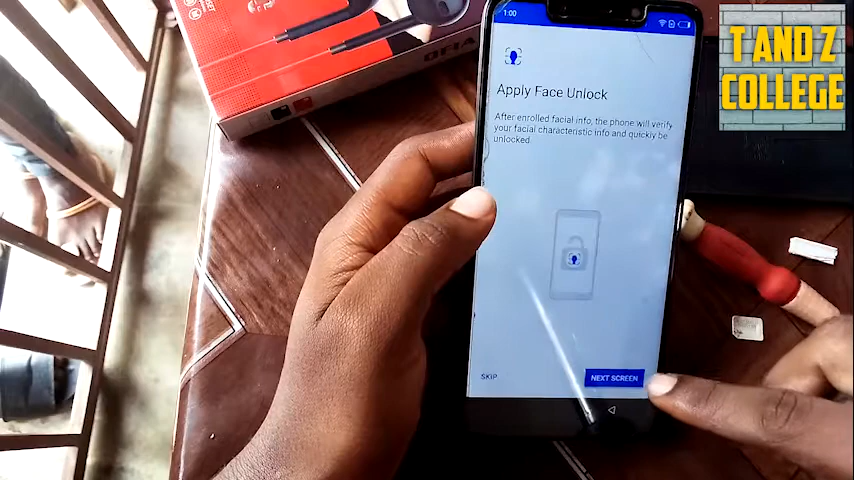 1:00
T AND Z
COLLEGE
Apply Face Unlock
After enrolled facial info, the phone will verify
your facial characteristic info and quickly be
unlocked
SKIP
NEXT SCREEN